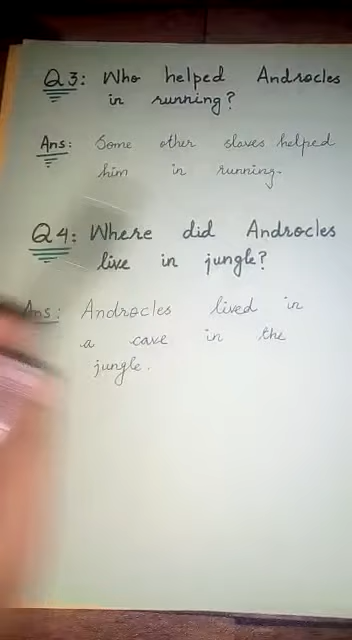 Q3: Who helped Androcles
in running?
Ans: Some other slaves helped
him in running.
Q4: Where did Androcles
live in jungle?
Ans: Androcles lived in
a cave in the
jungle.